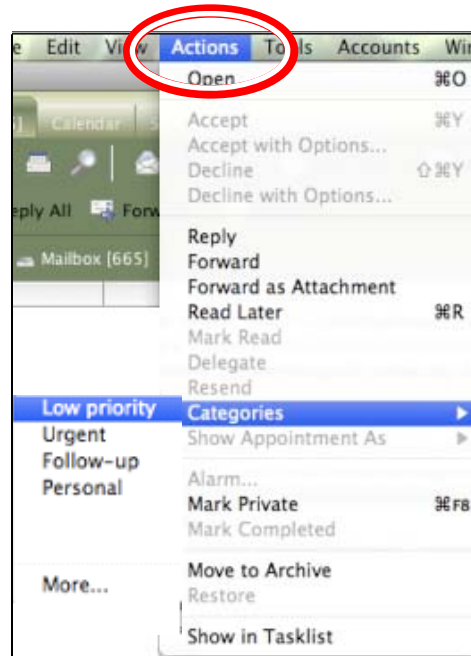 e Edit View Actions Tools Accounts Wi
Open ⌘O
Calendar
Accept ⌘Y
Accept with Options...
Decline ⇧⌘Y
Decline with Options...
eply All Forw
Reply
Mailbox [665]
Forward
Forward as Attachment
Read Later ⌘R
Mark Read
Delegate
Resend
Low priority Categories
Urgent Show Appointment As
Follow-up
Personal
Alarm...
Mark Private ⌘F8
Mark Completed
Move to Archive
More...
Restore
Show in Tasklist